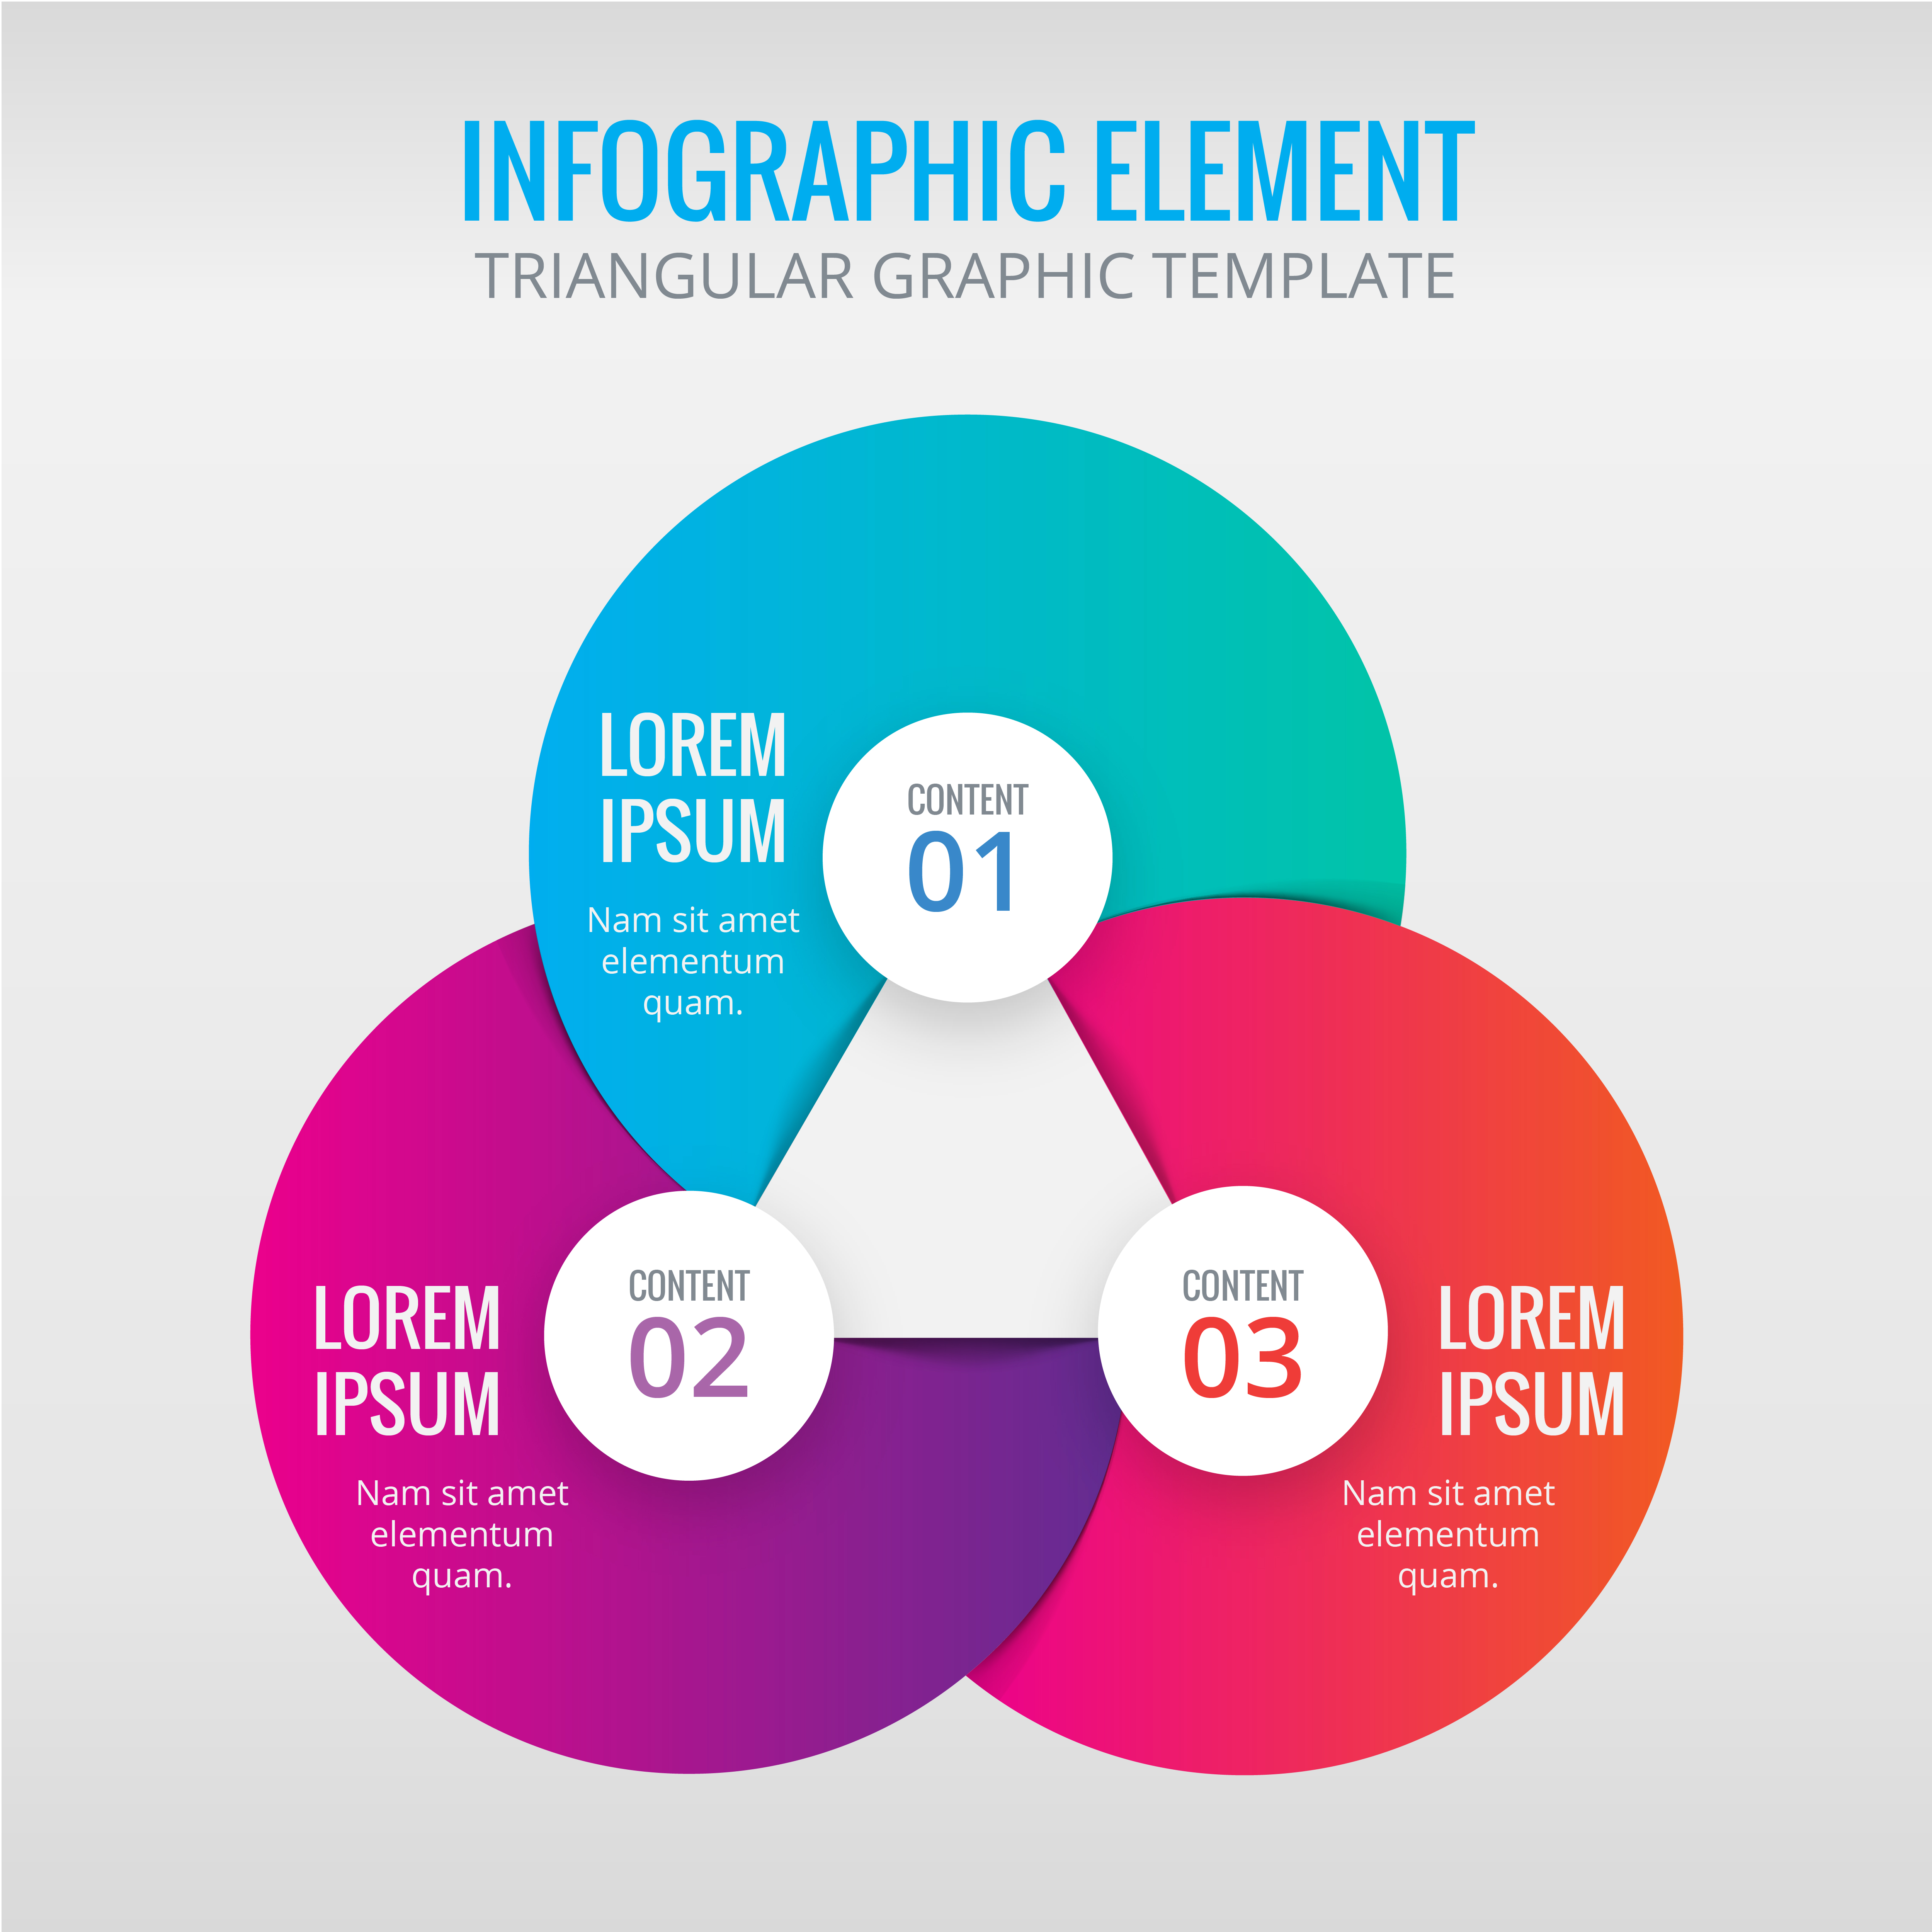 INFOGRAPHIC ELEMENT
TRIANGULAR GRAPHIC TEMPLATE
LOREM
IPSUM
Nam sit amet
elementum
quam.
CONTENT
01
LOREM
IPSUM
Nam sit amet
elementum
quam.
CONTENT
02
CONTENT
03
LOREM
IPSUM
Nam sit amet
elementum
quam.